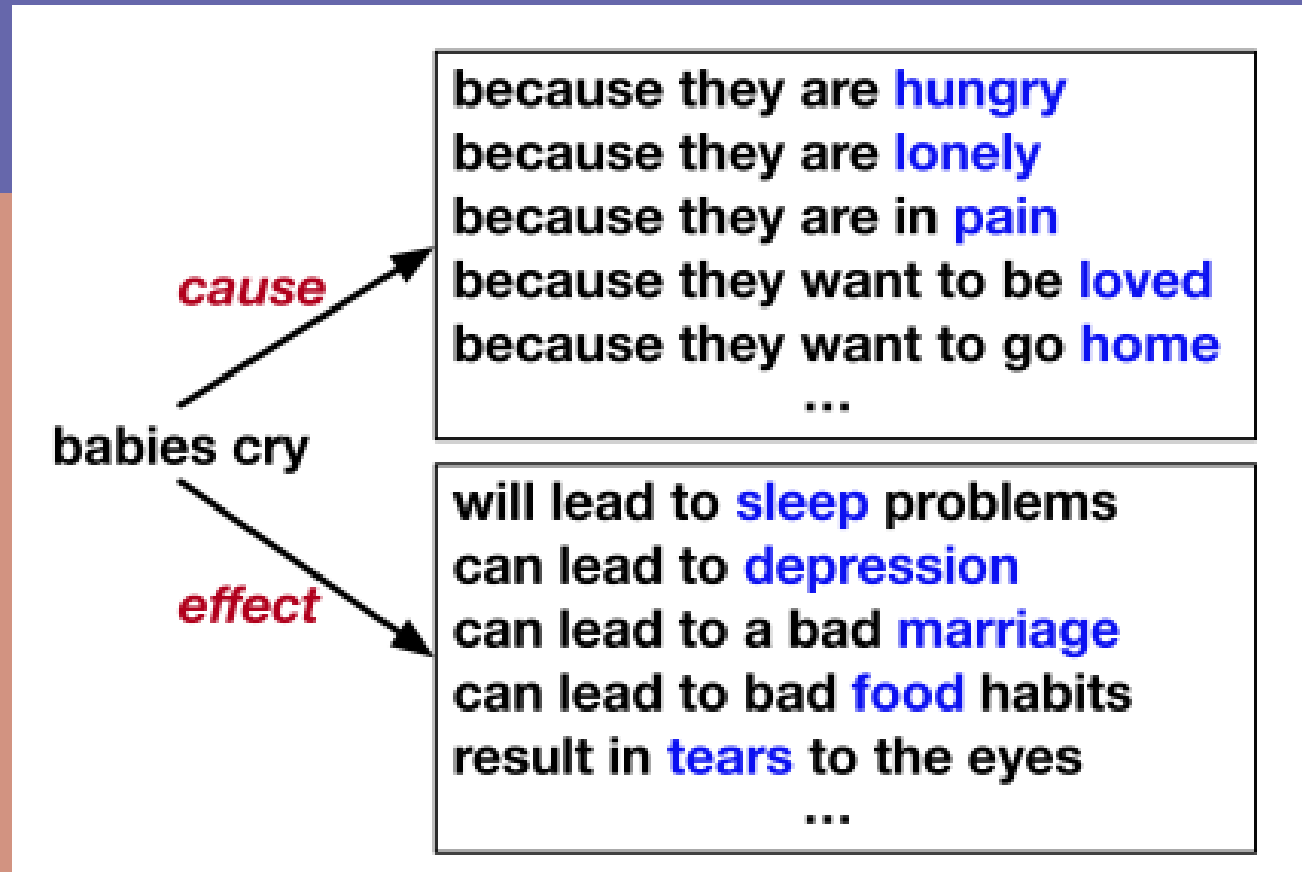 because they are hungry
because they are lonely
because they are in pain
because they want to be loved
because they want to go home
...
cause
babies cry
effect
will lead to sleep problems
can lead to depression
can lead to a bad marriage
can lead to bad food habits
result in tears to the eyes
...